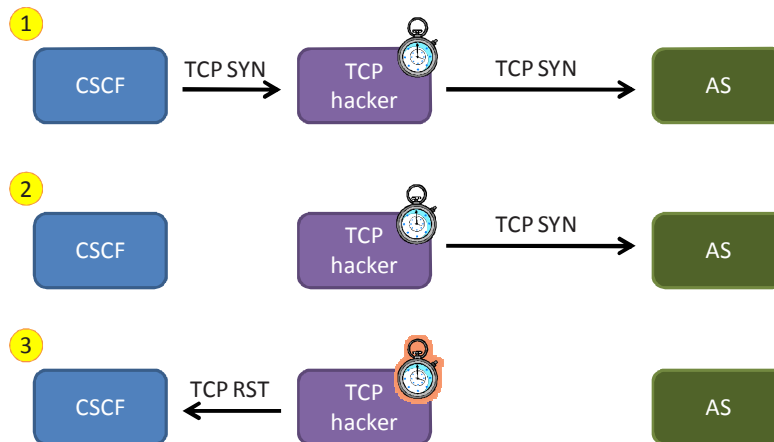 1
CSCF
TCP SYN
TCP
hacker
TCP SYN
AS
2
CSCF
TCP
hacker
TCP SYN
AS
3
CSCF
TCP RST
TCP
hacker
AS